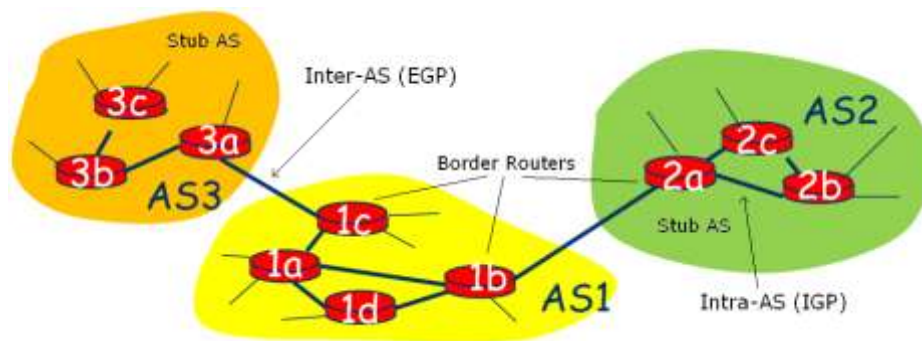 Stub AS
Inter-AS (EGP)
3c
3a
3b
AS3
AS2
2c
Border Routers
2a
2b
1c
Stub AS
1a
1b
1d
AS1
Intra-AS (IGP)